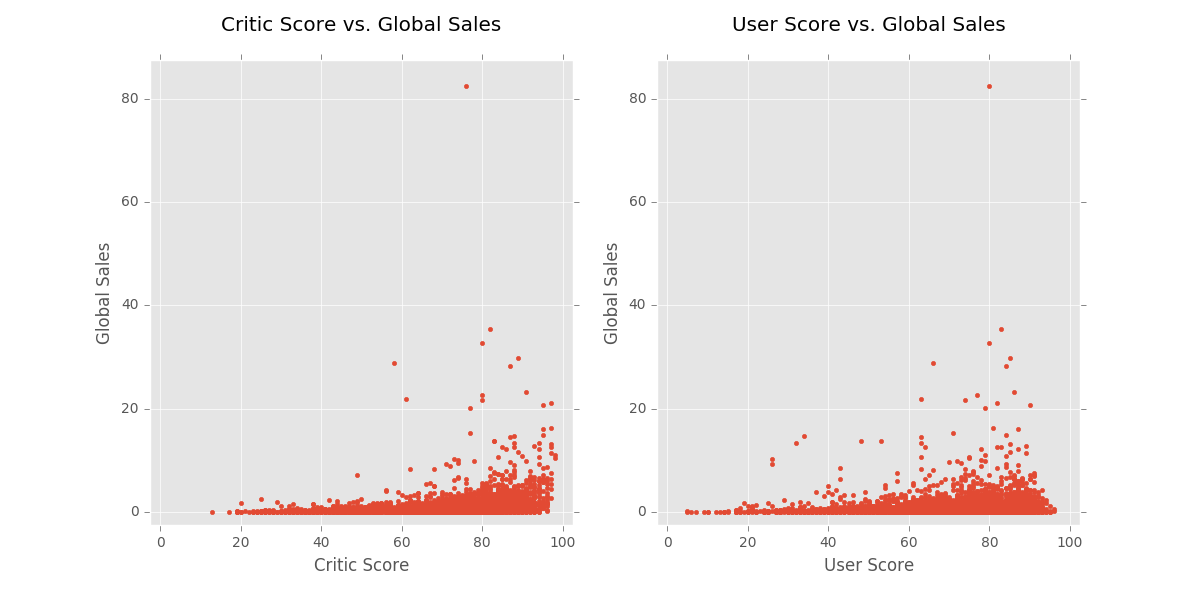 Critic Score vs. Global Sales
80
60
40
20
0
Global Sales
0 20 40 60 80 100
Critic Score
User Score vs. Global Sales
80
60
40
20
0
Global Sales
0 20 40 60 80 100
User Score